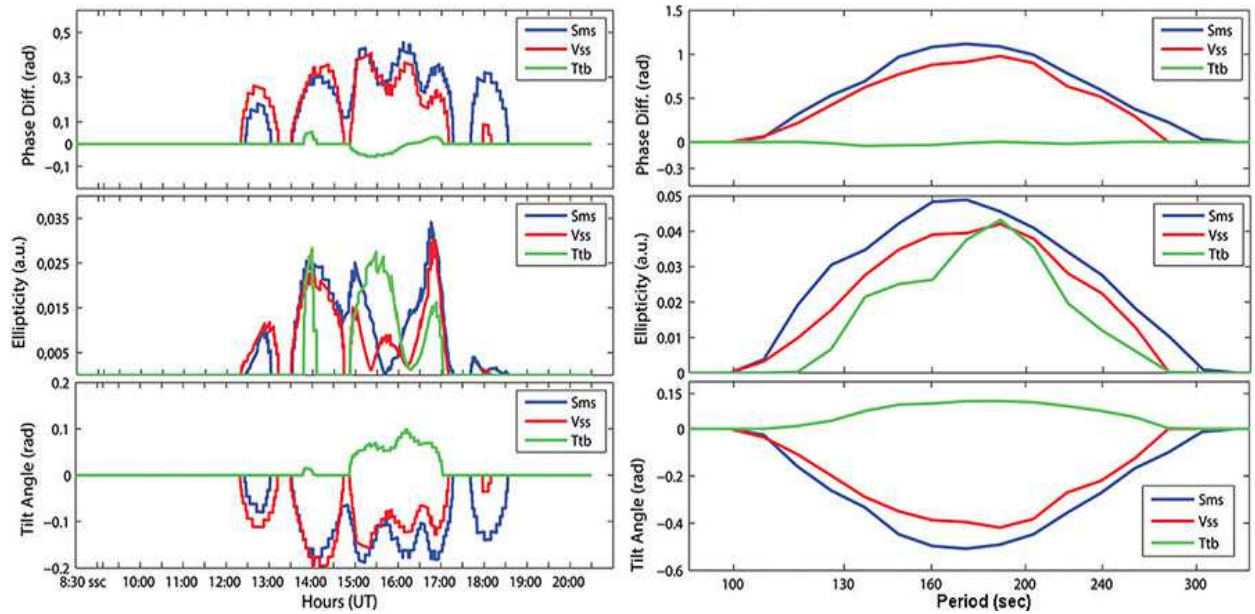 Phase Diff. (rad)
0,5
0,3
0,1
0
−0,1
Sms
Vss
Ttb
Ellipticity (a.u.)
0,035
0,025
0,015
0,005
Sms
Vss
Ttb
Tilt Angle (rad)
0.2
0.1
0
−0.1
−0.2
Sms
Vss
Ttb
8:30 ssc 10:00 11:00 12:00 13:00 14:00 15:00 16:00 17:00 18:00 19:00 20:00
Hours (UT)
Phase Diff. (rad)
1.5
1
0.5
0
−0.3
Sms
Vss
Ttb
Ellipticity (a.u.)
0.05
0.04
0.03
0.02
0.01
0
Sms
Vss
Ttb
Tilt Angle (rad)
0.15
0
−0.2
−0.4
−0.6
Sms
Vss
Ttb
100 130 160 200 240 300
Period (sec)